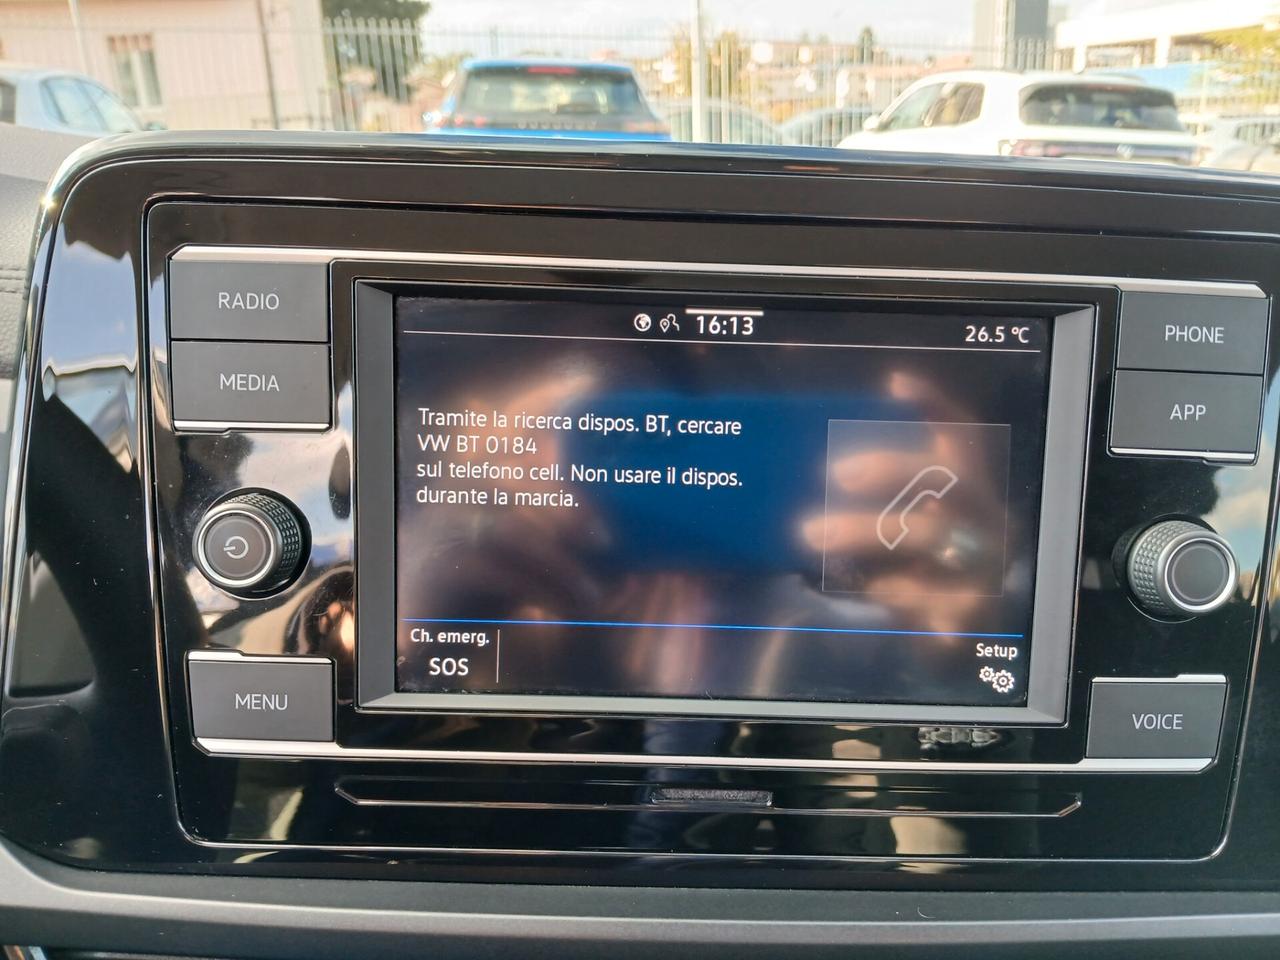 RADIO
MEDIA
MENU
16:13
26.5 °C
Tramite la ricerca dispos. BT, cercare
VW BT 0184
sul telefono cell. Non usare il dispos.
durante la marcia.
Ch. emerg.
SOS
Setup
PHONE
APP
VOICE